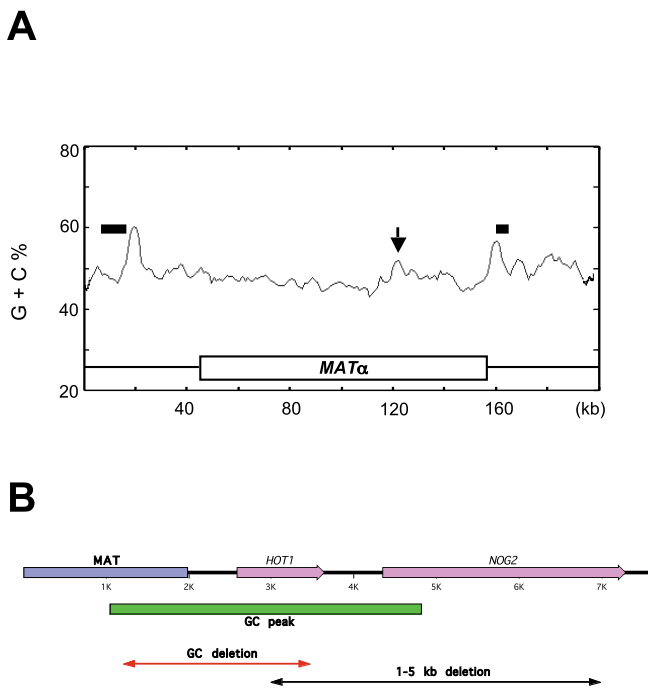 A
80
60
40
20
G + C %
MATα
40 80 120 160 (kb)
B
MAT HOT1 NOG2
1K 2K 3K 4K 5K 6K 7K
GC peak
GC deletion
1-5 kb deletion